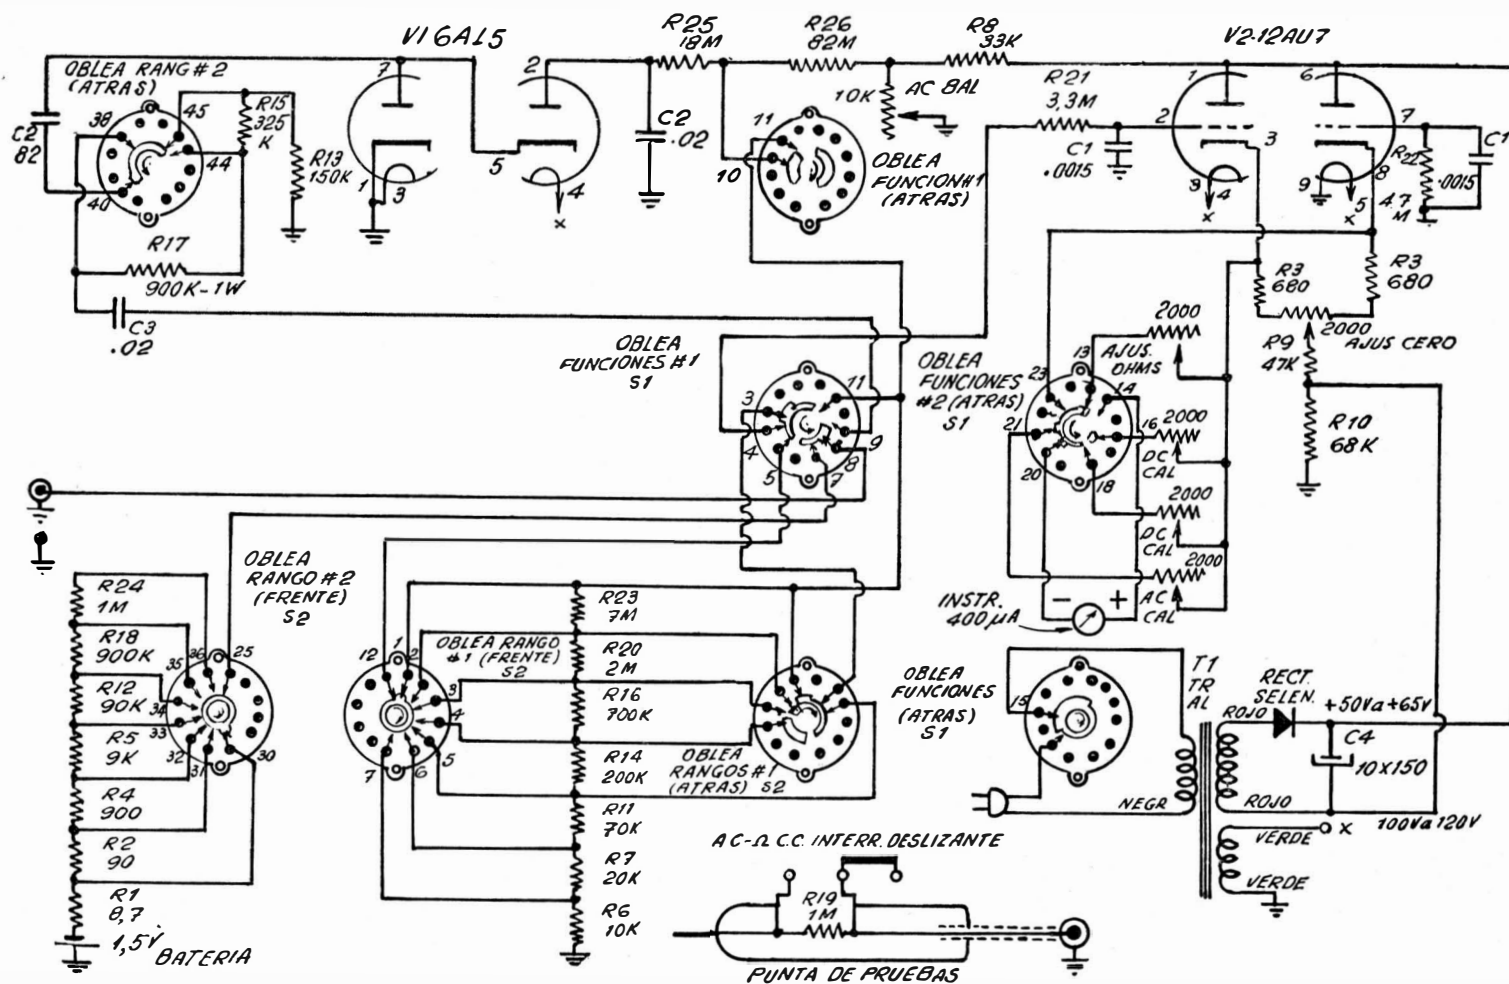 V1 6AL5
R25
18M
R26
82M
R8
33K
V2-12AU7
OBLEA RANG #2
(ATRAS)
C2
82
38
45
44
40
R15
325
K
R13
150K
R17
900K-1W
C3
.02
7
1
3
2
5
4
x
C2
.02
10K
AC BAL
11
10
OBLEA
FUNCION#1
(ATRAS)
R21
3,3M
C1
.0015
1
2
3
9
4
x
6
7
8
9
5
x
R22
4.7
M
C1
.0015
R3
680
R3
680
2000
AJUS CERO
R9
47K
R10
68K
OBLEA
FUNCIONES #1
S1
3
4
5
7
8
9
11
OBLEA
FUNCIONES
#2 (ATRAS)
S1
23
13
14
21
16
20
18
AJUS.
OHMS
2000
2000
DC
CAL
2000
DC
CAL
2000
AC
CAL
INSTR.
400µA
− +
OBLEA
RANGO #2
(FRENTE)
S2
R24
1M
R18
900K
R12
90K
R5
9K
R4
900
R2
90
R1
8,7
1,5V
BATERIA
35
36
25
34
33
32
31
30
12
1
2
3
4
5
6
7
OBLEA RANGO
#1 (FRENTE)
S2
R23
7M
R20
2M
R16
700K
R14
200K
R11
70K
R7
20K
R6
10K
OBLEA
RANGOS #1
(ATRAS) S2
OBLEA
FUNCIONES
(ATRAS)
S1
15
NEGR
T1
TR
AL
ROJO
ROJO
RECT.
SELEN.
+50Va+65V
C4
10x150
100Va120V
VERDE
x
VERDE
AC-Ω C.C. INTERR. DESLIZANTE
R19
1M
PUNTA DE PRUEBAS